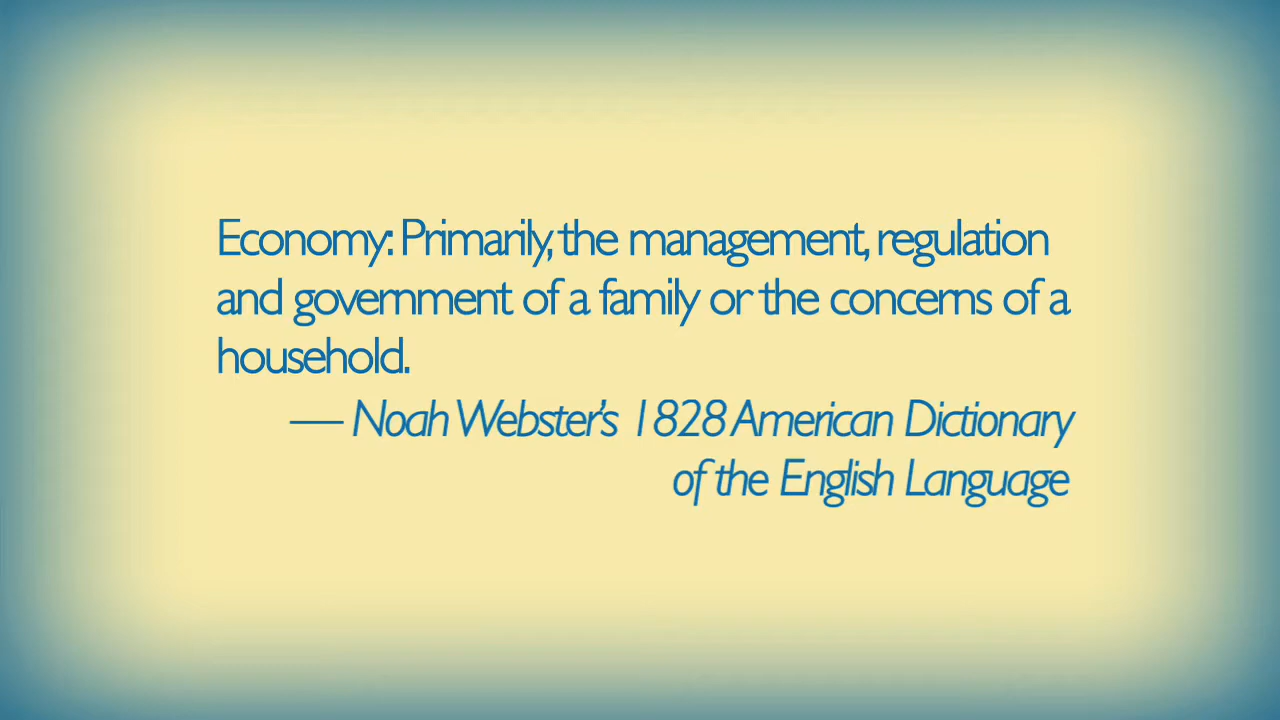 Economy: Primarily, the management, regulation
and government of a family or the concerns of a
household.
— Noah Webster's 1828 American Dictionary
of the English Language